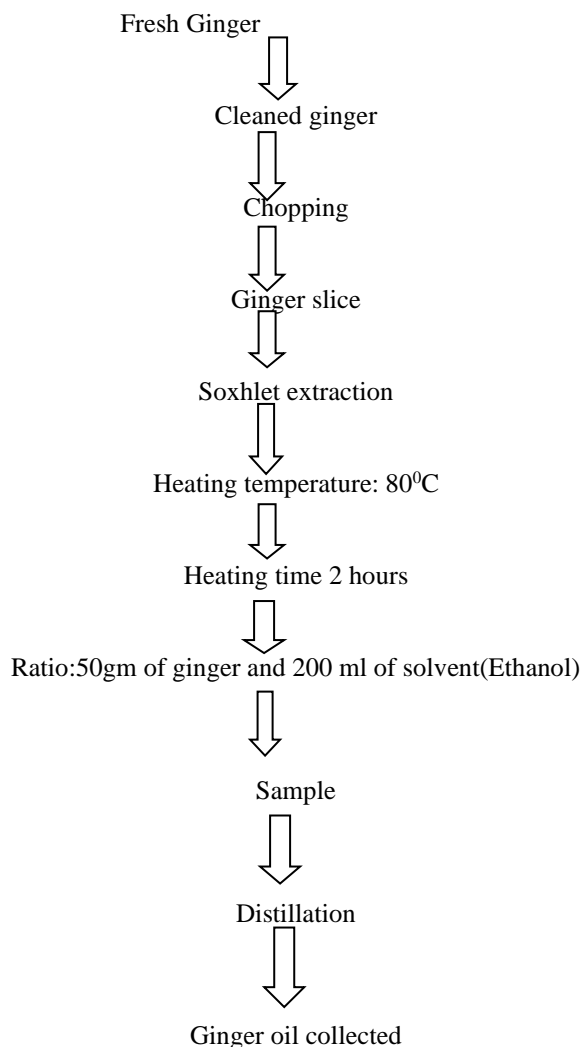 Fresh Ginger
Cleaned ginger
Chopping
Ginger slice
Soxhlet extraction
Heating temperature: 80⁰C
Heating time 2 hours
Ratio:50gm of ginger and 200 ml of solvent(Ethanol)
Sample
Distillation
Ginger oil collected